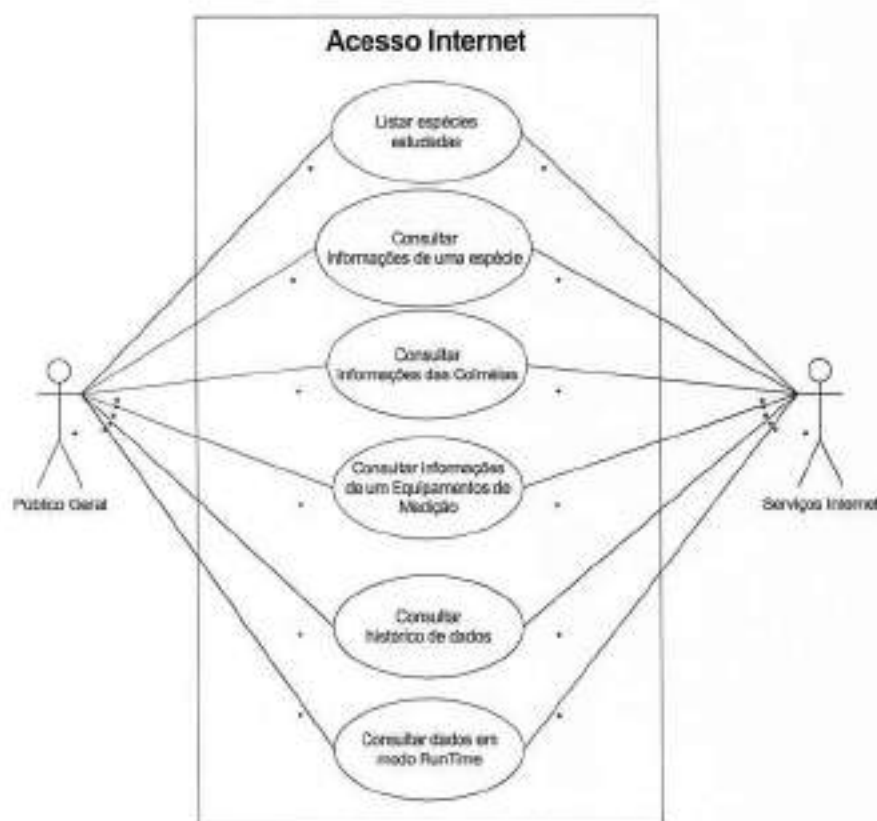 Acesso Internet
Listar espécies
estudadas
Consultar
Informações de uma espécie
Consultar
Informações das Colméias
Consultar Informações
de um Equipamentos de
Medição
Público Geral
Serviços Internet
Consultar
histórico de dados
Consultar dados em
modo RunTime